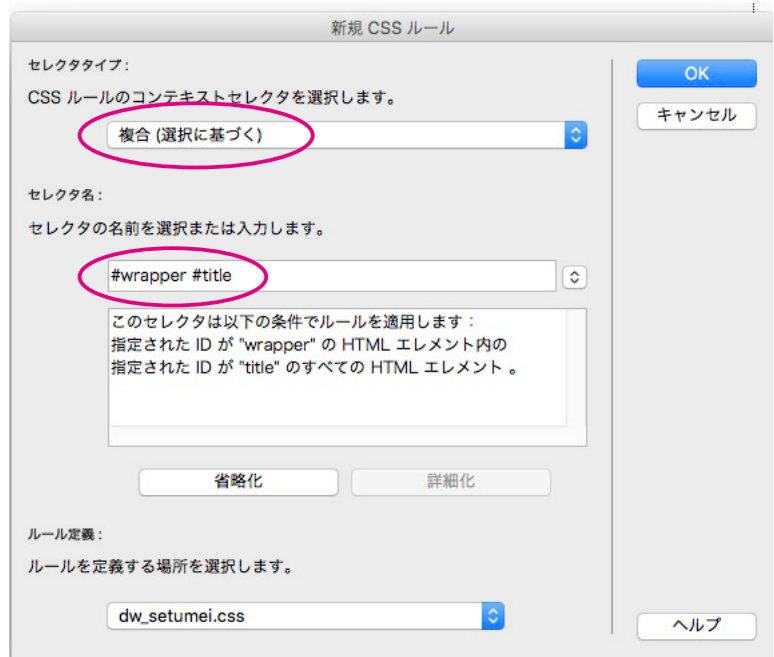 新規 CSS ルール
セレクタタイプ:
OK
CSS ルールのコンテキストセレクタを選択します。
キャンセル
複合 (選択に基づく)
セレクタ名:
セレクタの名前を選択または入力します。
#wrapper #title
このセレクタは以下の条件でルールを適用します:
指定された ID が "wrapper" の HTML エレメント内の
指定された ID が "title" のすべての HTML エレメント 。
省略化
詳細化
ルール定義:
ルールを定義する場所を選択します。
dw_setumei.css
ヘルプ